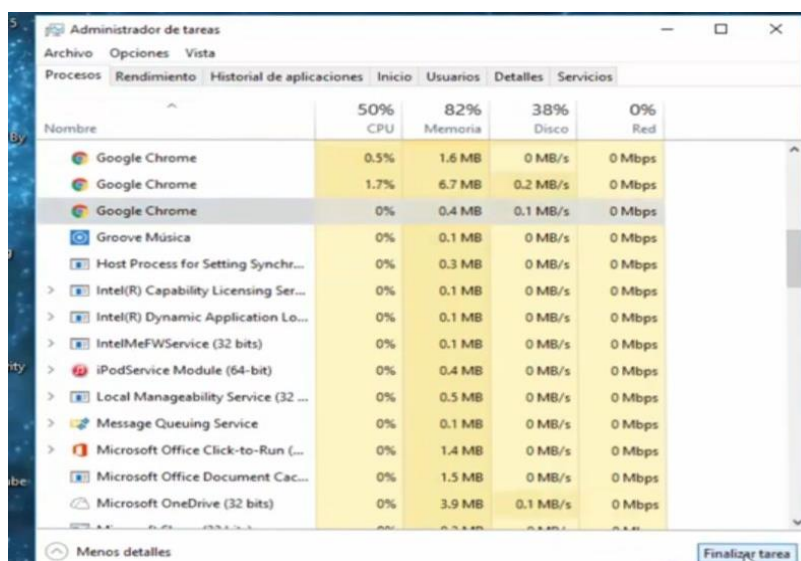 5
Administrador de tareas
Archivo Opciones Vista
Procesos Rendimiento Historial de aplicaciones Inicio Usuarios Detalles Servicios
50% 82% 38% 0%
Nombre CPU Memoria Disco Red
By
Google Chrome 0.5% 1.6 MB 0 MB/s 0 Mbps
Google Chrome 1.7% 6.7 MB 0.2 MB/s 0 Mbps
Google Chrome 0% 0.4 MB 0.1 MB/s 0 Mbps
Groove Música 0% 0.1 MB 0 MB/s 0 Mbps
Host Process for Setting Synchr... 0% 0.3 MB 0 MB/s 0 Mbps
Intel(R) Capability Licensing Ser... 0% 0.1 MB 0 MB/s 0 Mbps
Intel(R) Dynamic Application Lo... 0% 0.1 MB 0 MB/s 0 Mbps
IntelMeFWService (32 bits) 0% 0.1 MB 0 MB/s 0 Mbps
iPodService Module (64-bit) 0% 0.4 MB 0 MB/s 0 Mbps
Local Manageability Service (32 ... 0% 0.5 MB 0 MB/s 0 Mbps
Message Queuing Service 0% 0.1 MB 0 MB/s 0 Mbps
Microsoft Office Click-to-Run (... 0% 1.4 MB 0 MB/s 0 Mbps
Microsoft Office Document Cac... 0% 1.5 MB 0 MB/s 0 Mbps
Microsoft OneDrive (32 bits) 0% 3.9 MB 0.1 MB/s 0 Mbps
Menos detalles Finalizar tarea